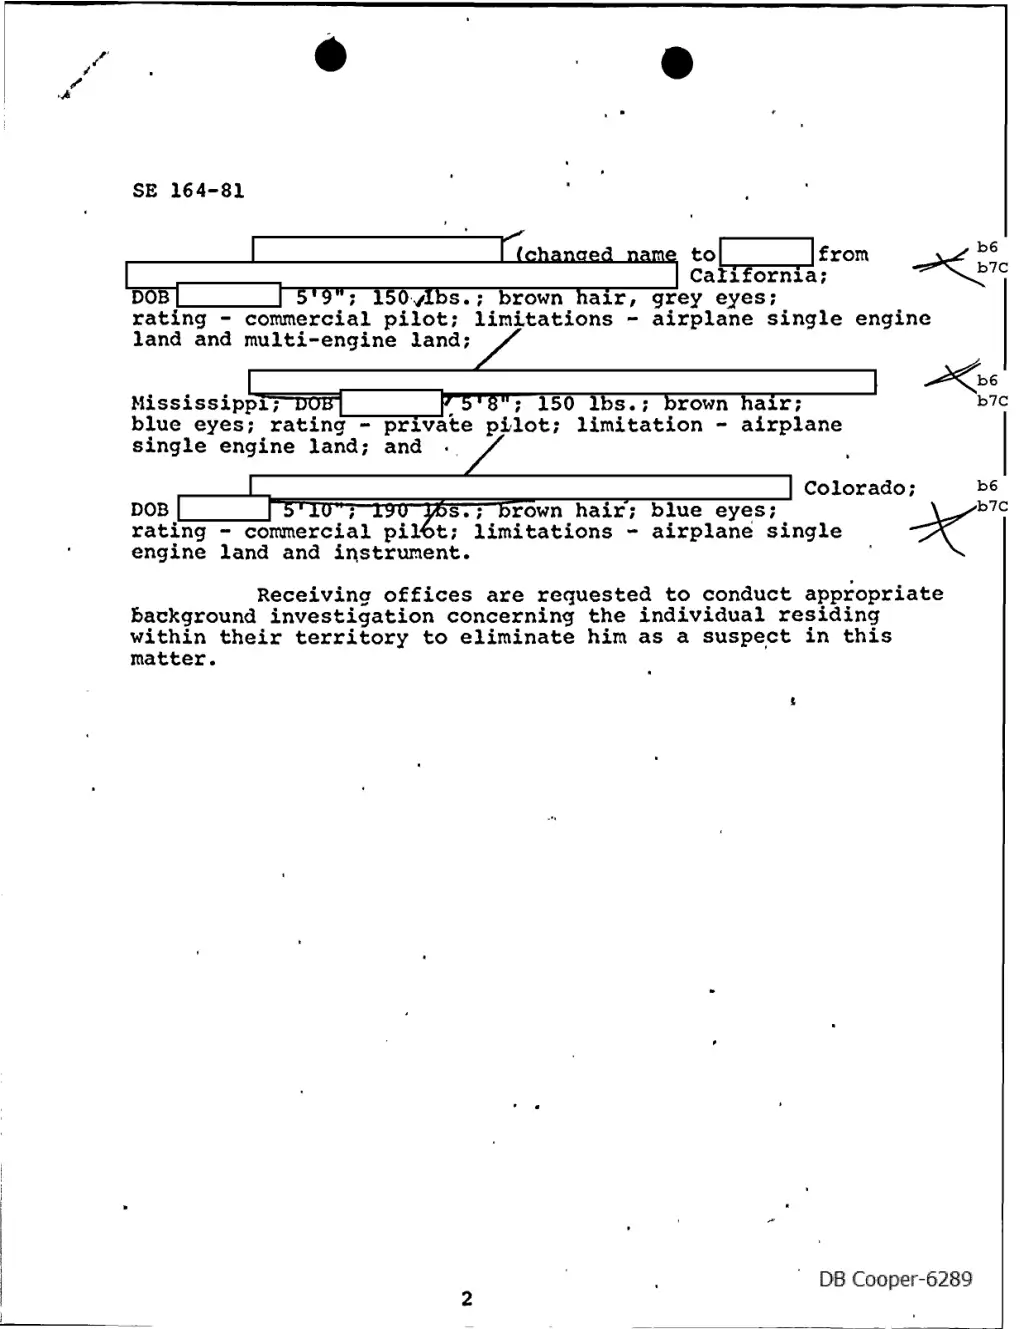 SE 164-81
(changed name to from b6
California; b7C
DOB 5'9"; 150 lbs.; brown hair, grey eyes;
rating - commercial pilot; limitations - airplane single engine
land and multi-engine land;
b6
Mississippi; DOB 5'8"; 150 lbs.; brown hair; b7C
blue eyes; rating - private pilot; limitation - airplane
single engine land; and
Colorado; b6
DOB 5'10"; 190 lbs.; brown hair; blue eyes; b7C
rating - commercial pilot; limitations - airplane single
engine land and instrument.
Receiving offices are requested to conduct appropriate
background investigation concerning the individual residing
within their territory to eliminate him as a suspect in this
matter.
2
DB Cooper-6289